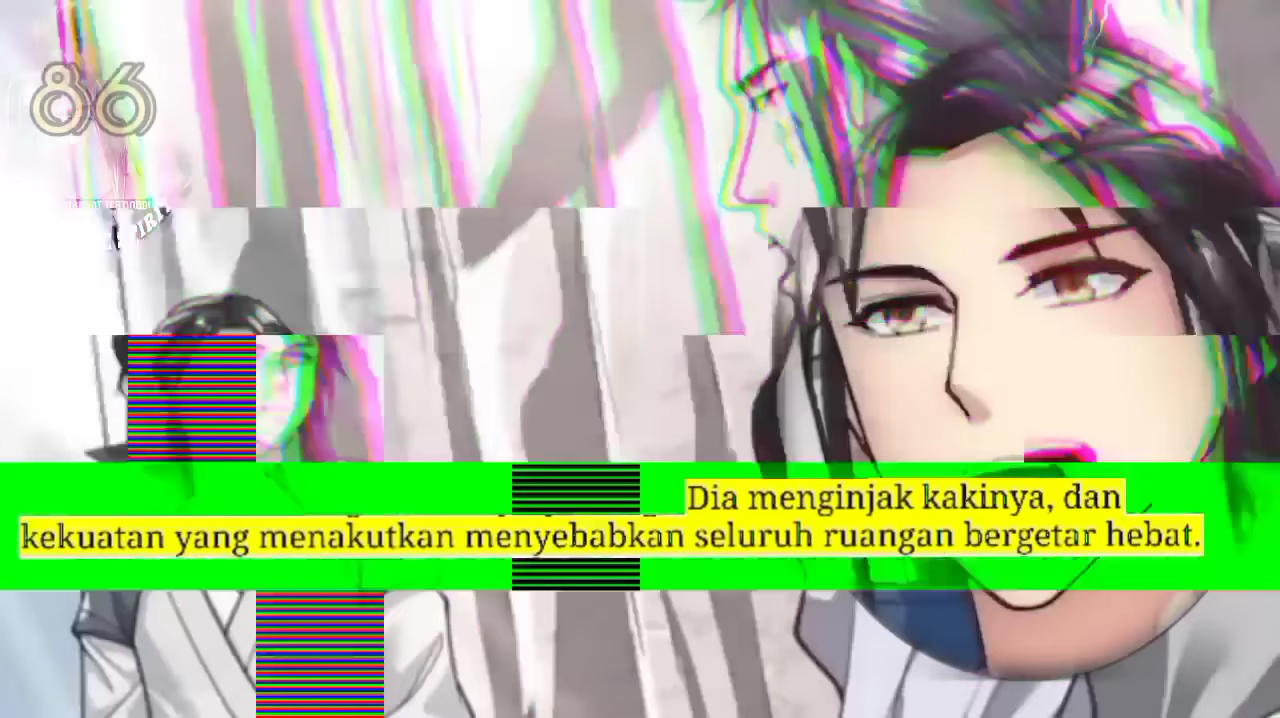 86
Dia menginjak kakinya, dan
kekuatan yang menakutkan menyebabkan seluruh ruangan bergetar hebat.